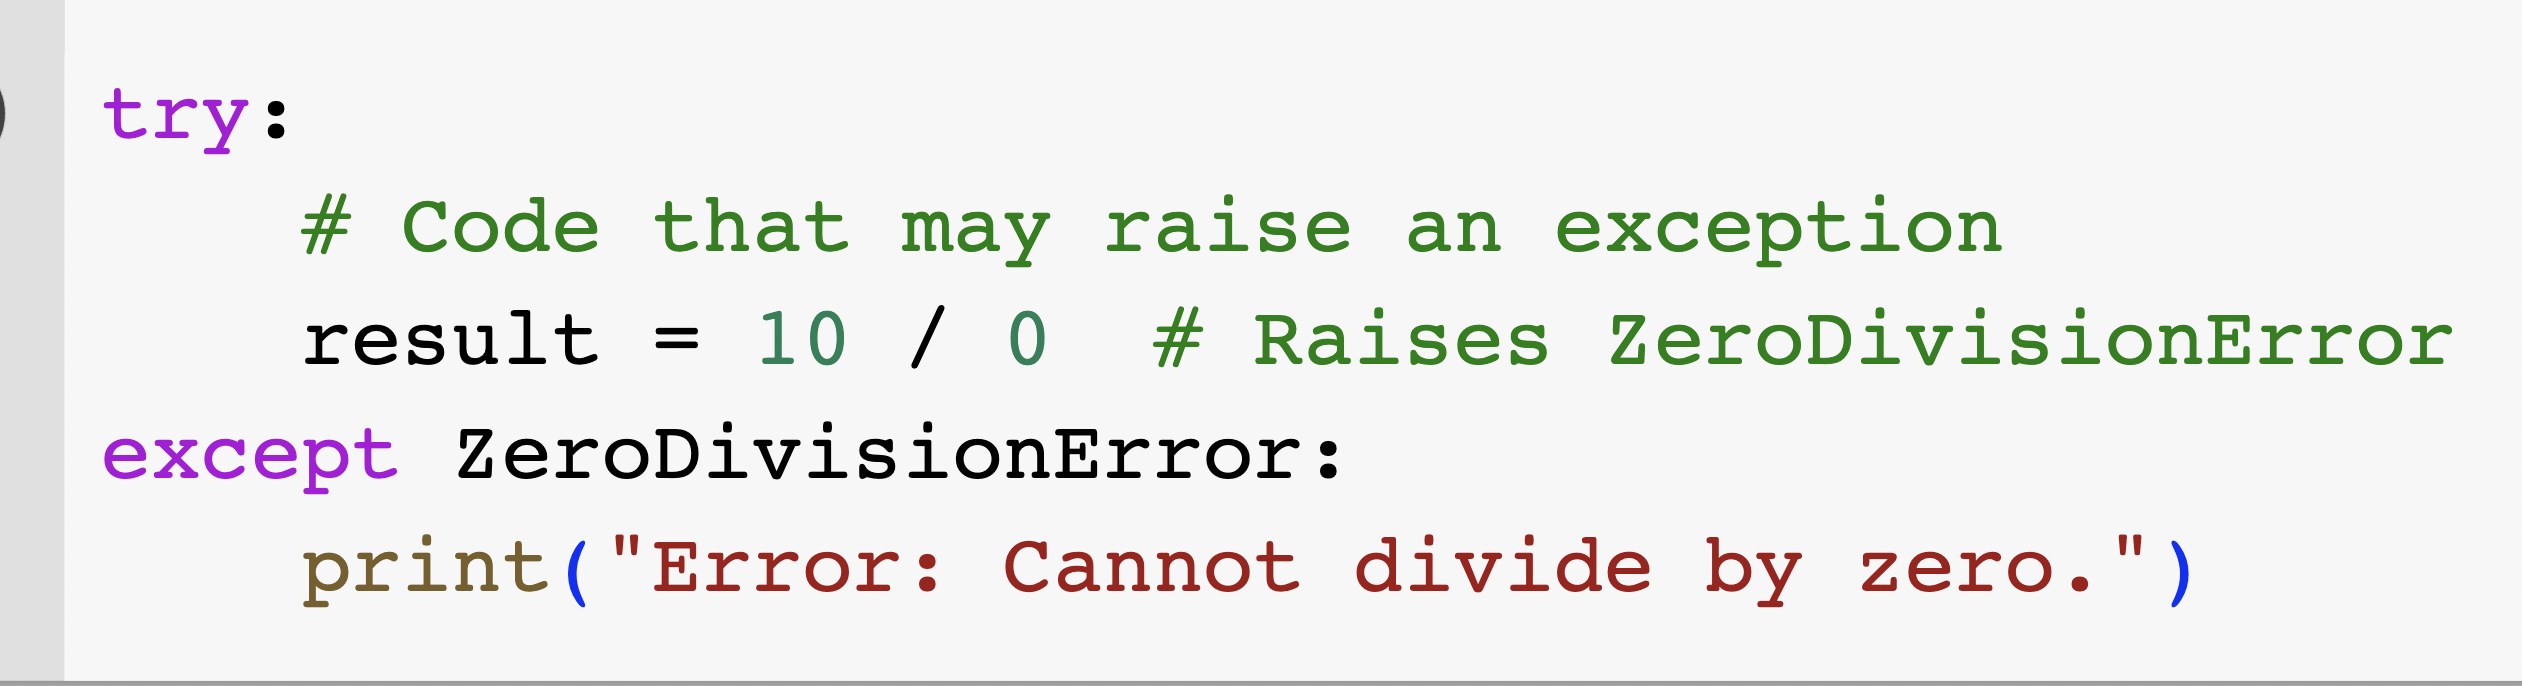 try:
    # Code that may raise an exception
    result = 10 / 0  # Raises ZeroDivisionError
except ZeroDivisionError:
    print("Error: Cannot divide by zero.")